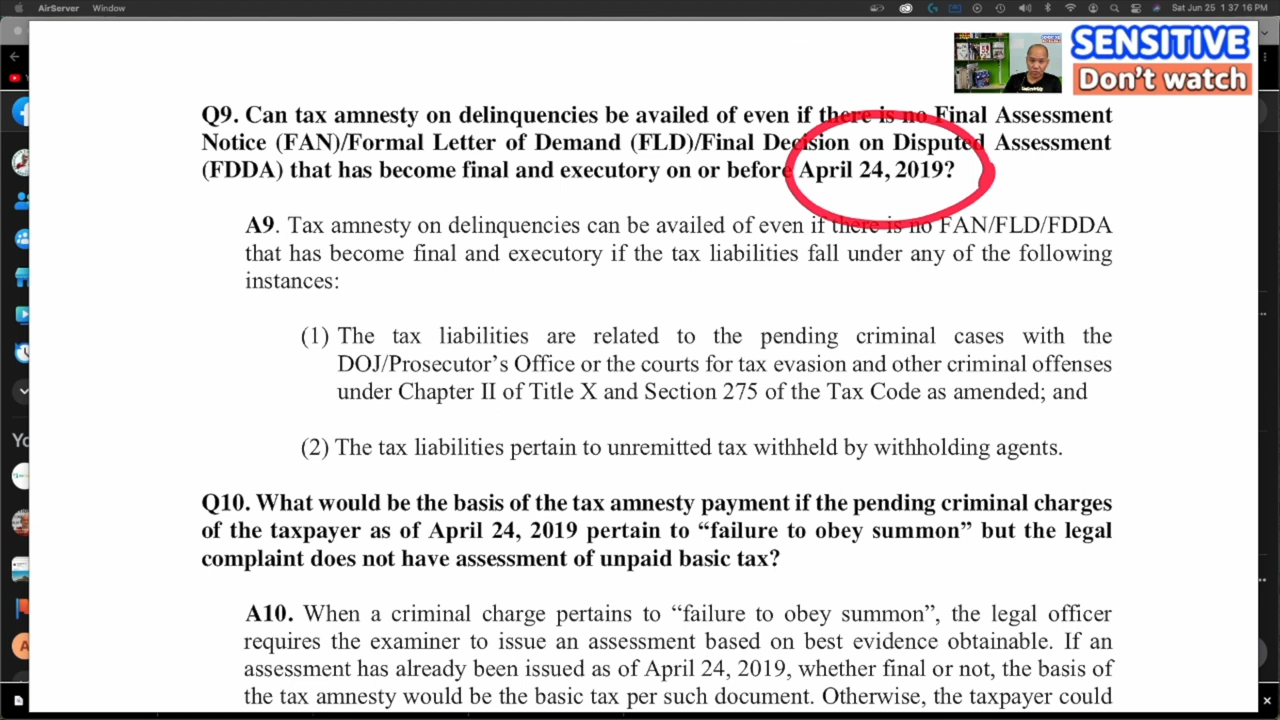 AirServer Window Sat Jun 25 1 37 16 PM
SENSITIVE
Don't watch
Q9. Can tax amnesty on delinquencies be availed of even if there is no Final Assessment
Notice (FAN)/Formal Letter of Demand (FLD)/Final Decision on Disputed Assessment
(FDDA) that has become final and executory on or before April 24, 2019?
A9. Tax amnesty on delinquencies can be availed of even if there is no FAN/FLD/FDDA
that has become final and executory if the tax liabilities fall under any of the following
instances:
(1) The tax liabilities are related to the pending criminal cases with the
DOJ/Prosecutor's Office or the courts for tax evasion and other criminal offenses
under Chapter II of Title X and Section 275 of the Tax Code as amended; and
(2) The tax liabilities pertain to unremitted tax withheld by withholding agents.
Yo
Q10. What would be the basis of the tax amnesty payment if the pending criminal charges
of the taxpayer as of April 24, 2019 pertain to “failure to obey summon” but the legal
complaint does not have assessment of unpaid basic tax?
A10. When a criminal charge pertains to “failure to obey summon”, the legal officer
requires the examiner to issue an assessment based on best evidence obtainable. If an
assessment has already been issued as of April 24, 2019, whether final or not, the basis of
the tax amnesty would be the basic tax per such document. Otherwise, the taxpayer could